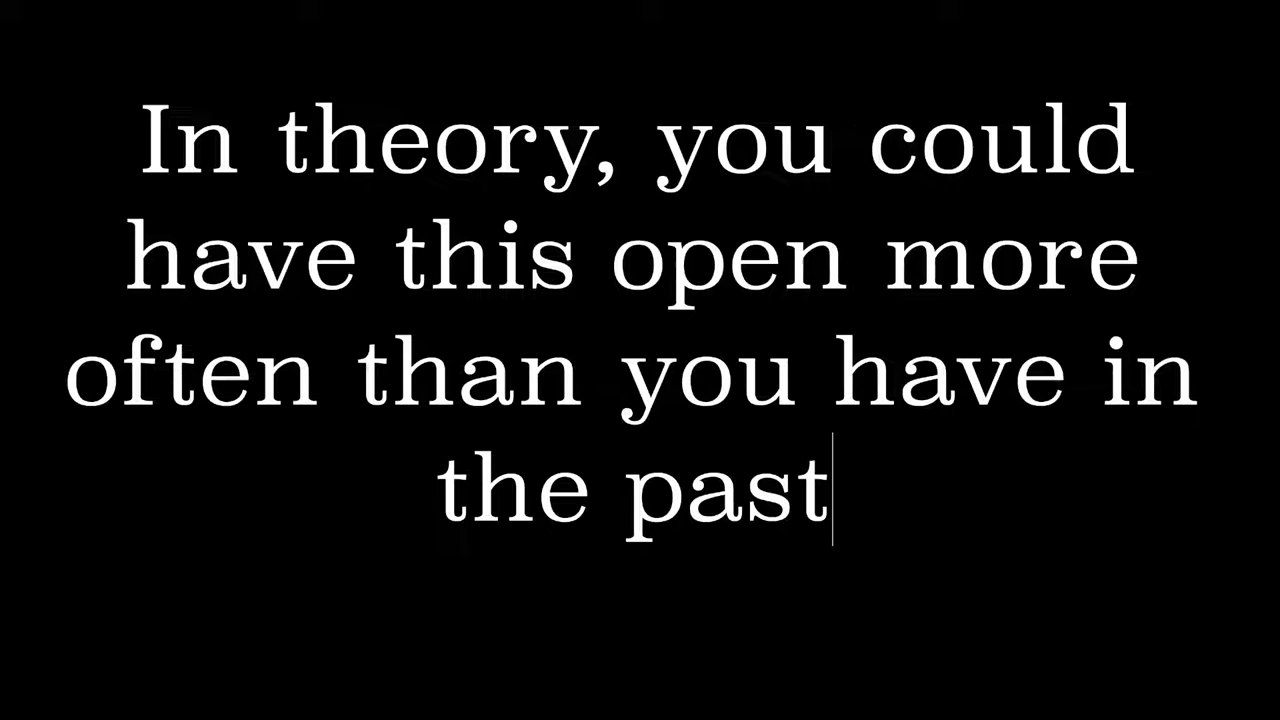 In theory, you could
have this open more
often than you have in
the past